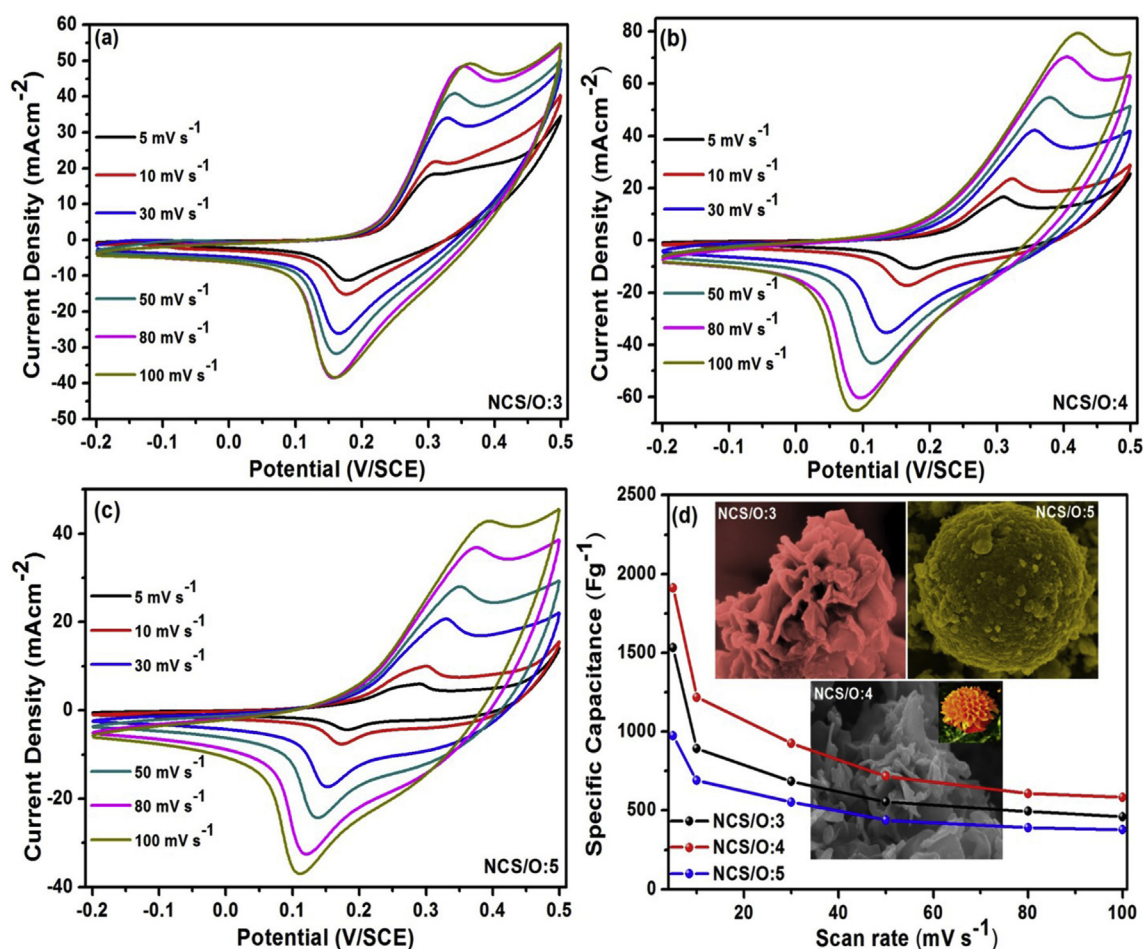 (a)
60
50
40
30
20
10
0
-10
-20
-30
-40
-50
Current Density (mAcm-2)
5 mV s-1
10 mV s-1
30 mV s-1
50 mV s-1
80 mV s-1
100 mV s-1
NCS/O:3
-0.2 -0.1 0.0 0.1 0.2 0.3 0.4 0.5
Potential (V/SCE)
(b)
80
60
40
20
0
-20
-40
-60
Current Density (mAcm-2)
5 mV s-1
10 mV s-1
30 mV s-1
50 mV s-1
80 mV s-1
100 mV s-1
NCS/O:4
-0.2 -0.1 0.0 0.1 0.2 0.3 0.4 0.5
Potential (V/SCE)
(c)
40
20
0
-20
-40
Current Density (mAcm-2)
5 mV s-1
10 mV s-1
30 mV s-1
50 mV s-1
80 mV s-1
100 mV s-1
NCS/O:5
-0.2 -0.1 0.0 0.1 0.2 0.3 0.4 0.5
Potential (V/SCE)
(d)
2500
2000
1500
1000
500
0
Specific Capacitance (Fg-1)
NCS/O:3
NCS/O:5
NCS/O:4
NCS/O:3
NCS/O:4
NCS/O:5
20 40 60 80 100
Scan rate (mV s-1)